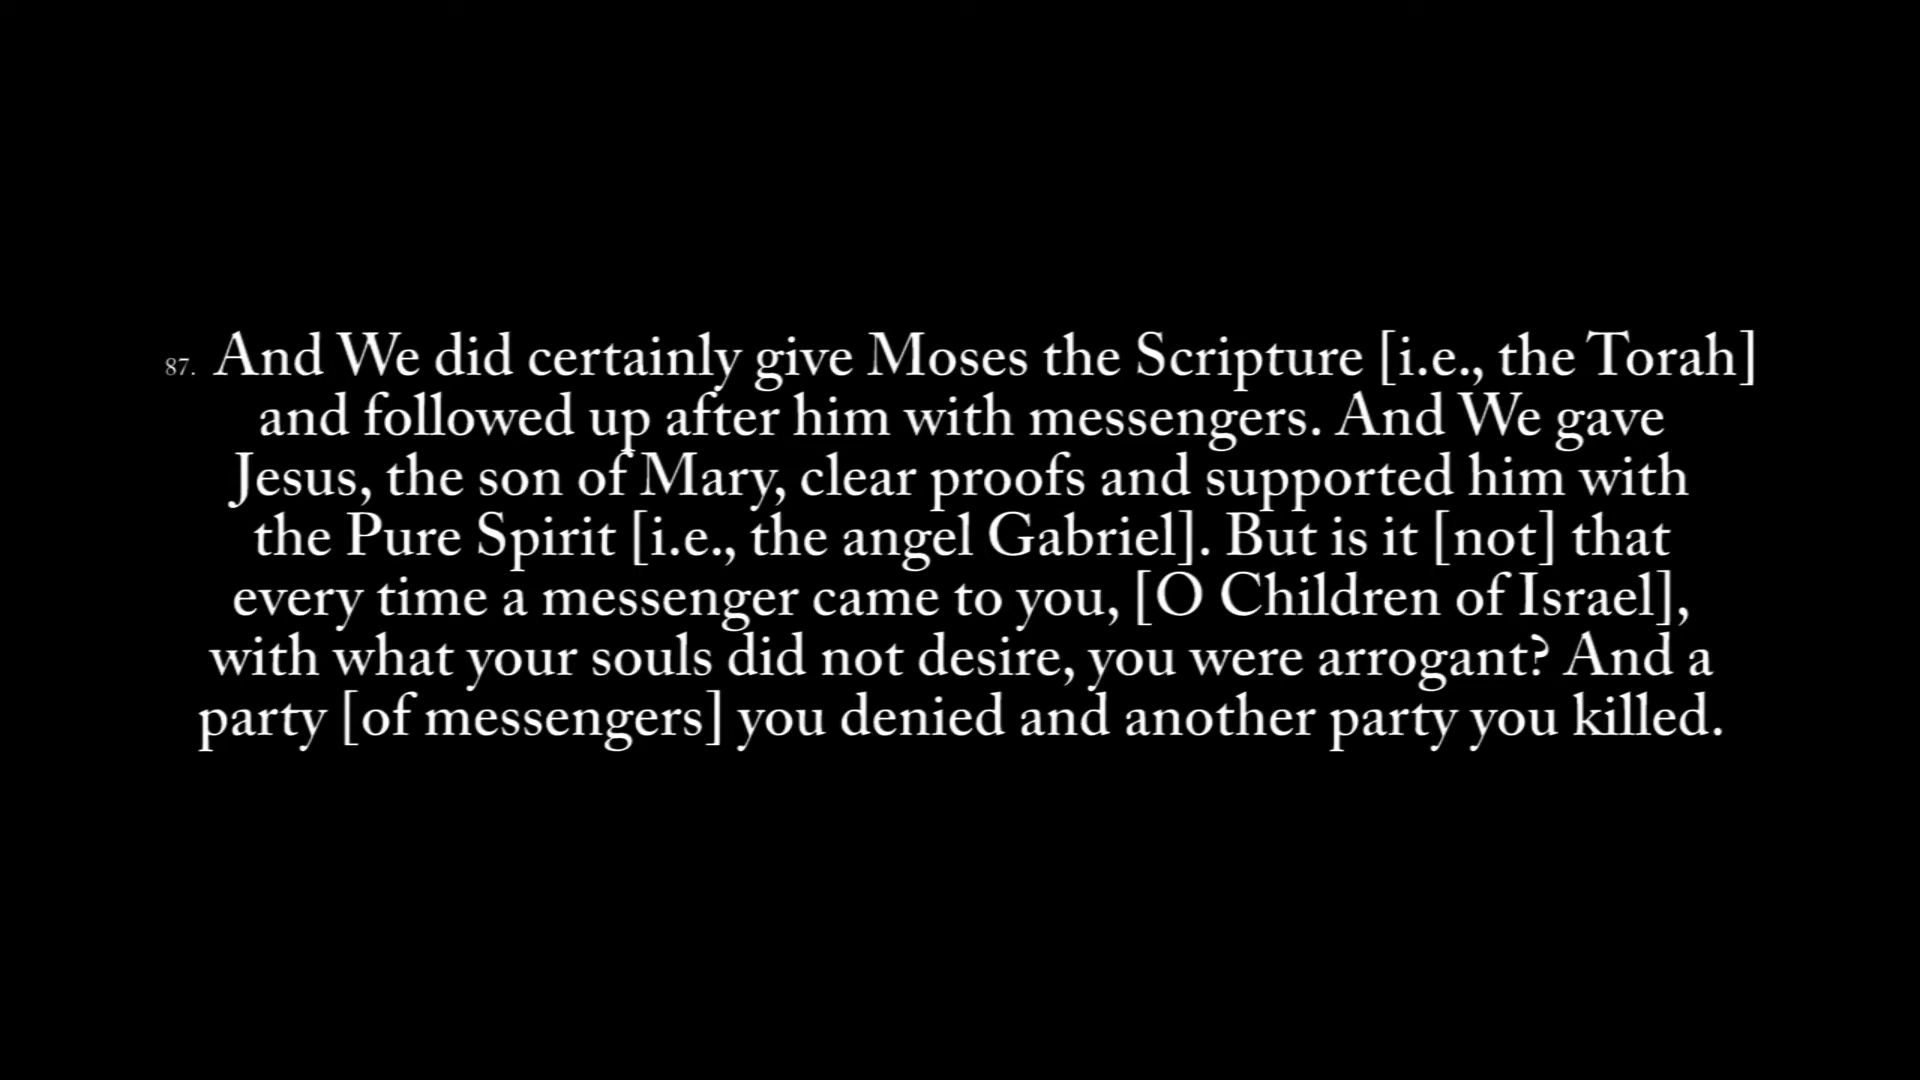 87. And We did certainly give Moses the Scripture [i.e., the Torah]
and followed up after him with messengers. And We gave
Jesus, the son of Mary, clear proofs and supported him with
the Pure Spirit [i.e., the angel Gabriel]. But is it [not] that
every time a messenger came to you, [O Children of Israel],
with what your souls did not desire, you were arrogant? And a
party [of messengers] you denied and another party you killed.